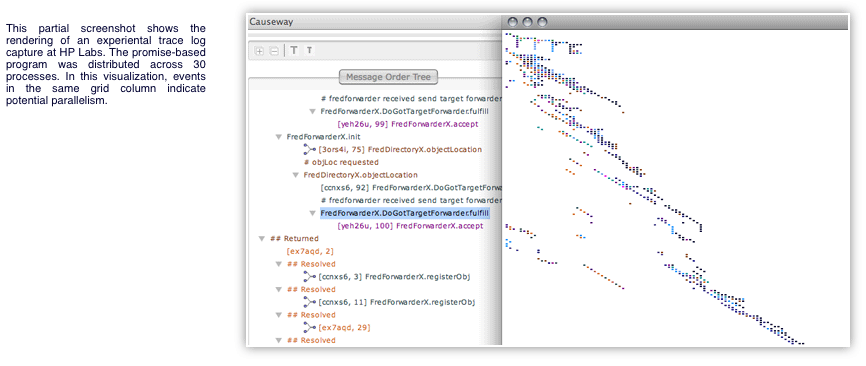 This partial screenshot shows the
rendering of an experiental trace log
capture at HP Labs. The promise-based
program was distributed across 30
processes. In this visualization, events
in the same grid column indicate
potential parallelism.
Causeway
T T
Message Order Tree
# fredforwarder received send target forwarder
FredForwarderX.DoGotTargetForwarder.fulfill
[yeh26u, 99] FredForwarderX.accept
FredForwarderX.init
[3ors4i, 75] FredDirectoryX.objectLocation
# objLoc requested
FredDirectoryX.objectLocation
[ccnxs6, 92] FredForwarderX.DoGotTargetForwa
# fredforwarder received send target forwarder
FredForwarderX.DoGotTargetForwarder.fulfill
[yeh26u, 100] FredForwarderX.accept
## Returned
[ex7aqd, 2]
## Resolved
[ccnxs6, 3] FredForwarderX.registerObj
## Resolved
[ccnxs6, 11] FredForwarderX.registerObj
## Resolved
[ex7aqd, 29]
## Resolved